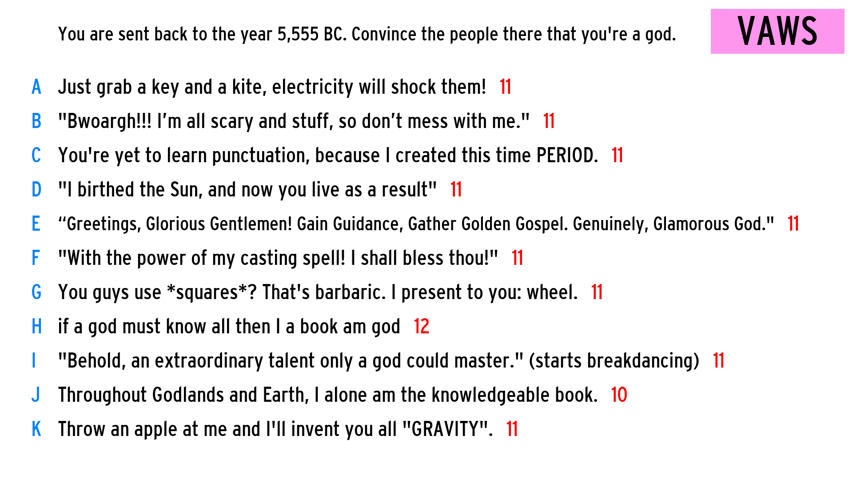 You are sent back to the year 5,555 BC. Convince the people there that you're a god.
VAWS
A Just grab a key and a kite, electricity will shock them! 11
B "Bwoargh!!! I’m all scary and stuff, so don’t mess with me." 11
C You're yet to learn punctuation, because I created this time PERIOD. 11
D "I birthed the Sun, and now you live as a result" 11
E “Greetings, Glorious Gentlemen! Gain Guidance, Gather Golden Gospel. Genuinely, Glamorous God." 11
F "With the power of my casting spell! I shall bless thou!" 11
G You guys use *squares*? That's barbaric. I present to you: wheel. 11
H if a god must know all then I a book am god 12
I "Behold, an extraordinary talent only a god could master." (starts breakdancing) 11
J Throughout Godlands and Earth, I alone am the knowledgeable book. 10
K Throw an apple at me and I'll invent you all "GRAVITY". 11